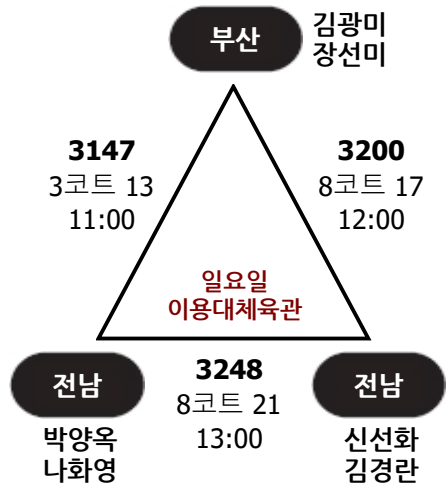 부산
김광미
장선미
3147
3코트 13
11:00
3200
8코트 17
12:00
일요일
이용대체육관
전남
박양옥
나화영
3248
8코트 21
13:00
전남
신선화
김경란